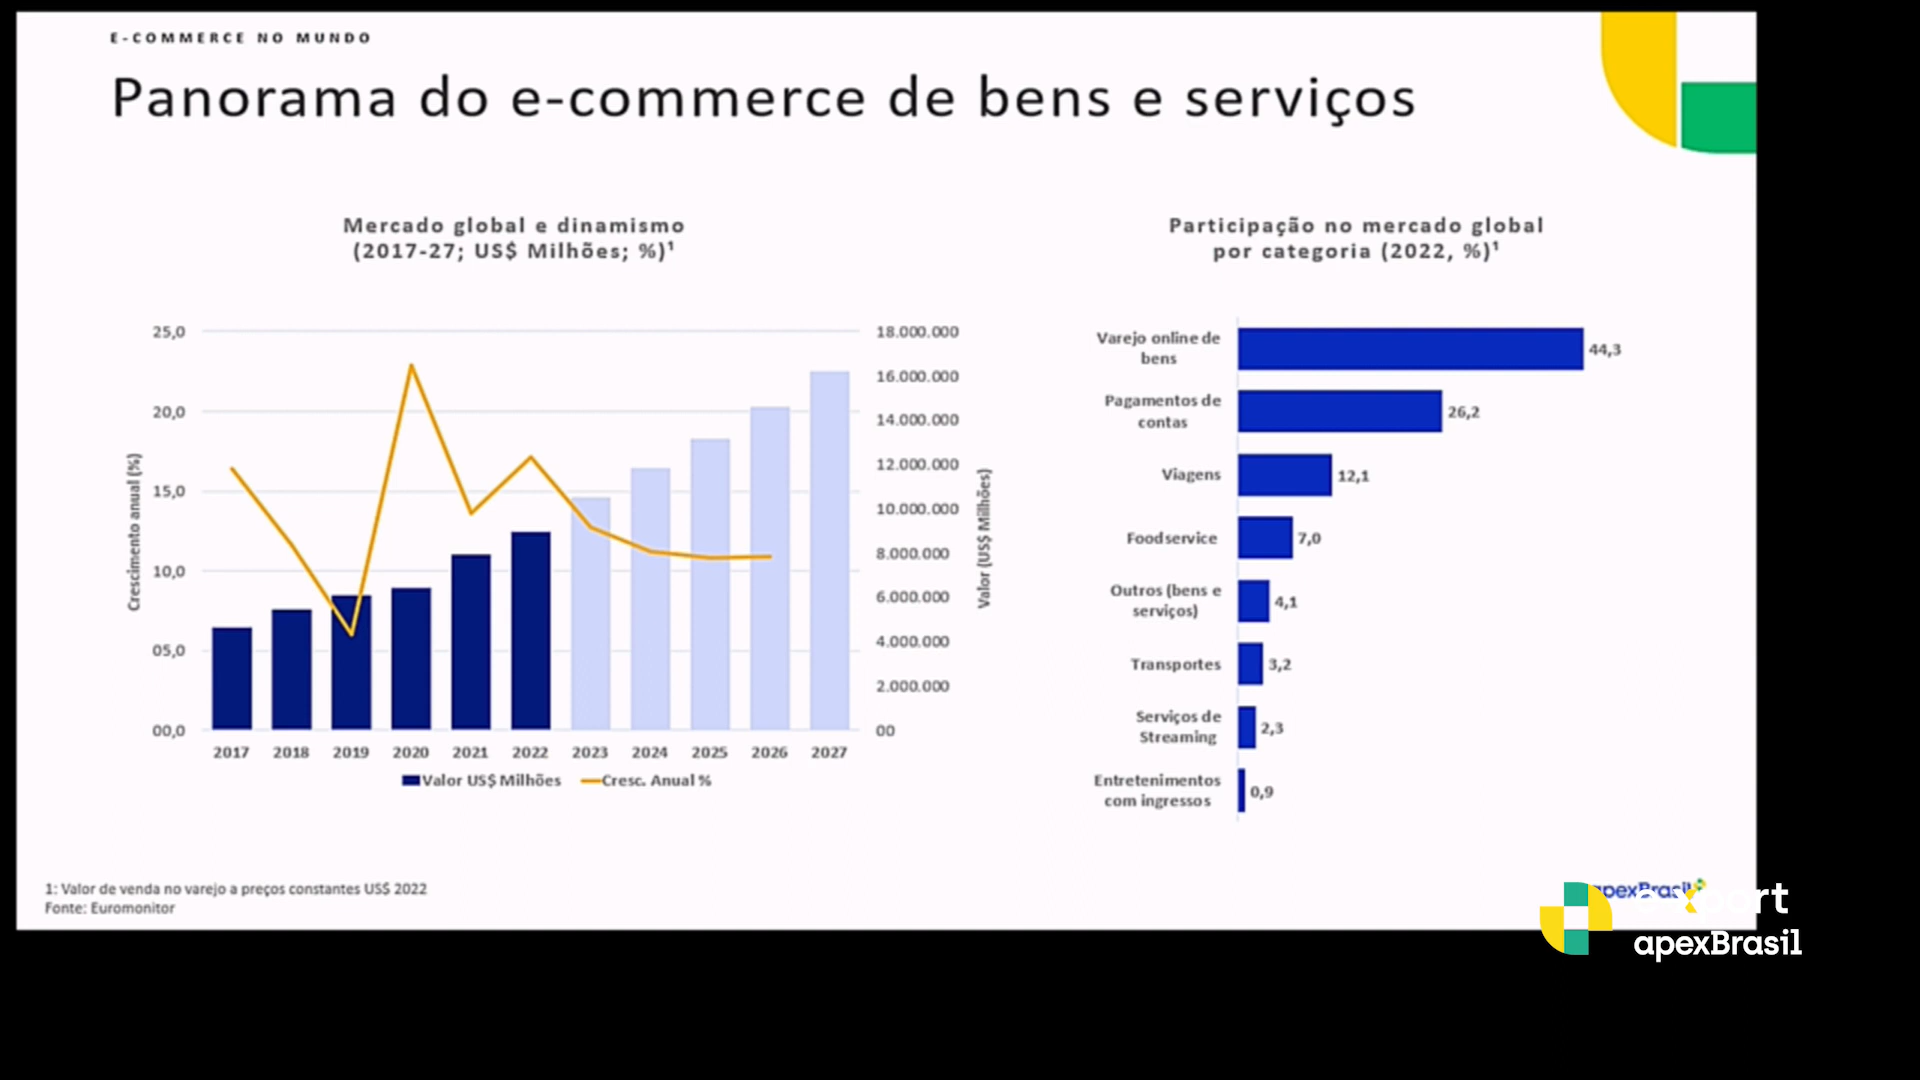 E-COMMERCE NO MUNDO
Panorama do e-commerce de bens e serviços
Mercado global e dinamismo
(2017-27; US$ Milhões; %)¹
25,0
20,0
15,0
10,0
05,0
00,0
Crescimento anual (%)
18.000.000
16.000.000
14.000.000
12.000.000
10.000.000
8.000.000
6.000.000
4.000.000
2.000.000
00
Valor (US$ Milhões)
2017 2018 2019 2020 2021 2022 2023 2024 2025 2026 2027
Valor US$ Milhões Cresc. Anual %
Participação no mercado global
por categoria (2022, %)¹
Varejo online de
bens
44,3
Pagamentos de
contas
26,2
Viagens
12,1
Foodservice
7,0
Outros (bens e
serviços)
4,1
Transportes
3,2
Serviços de
Streaming
2,3
Entretenimentos
com ingressos
0,9
1: Valor de venda no varejo a preços constantes US$ 2022
Fonte: Euromonitor
apexBrasil
apexBrasil